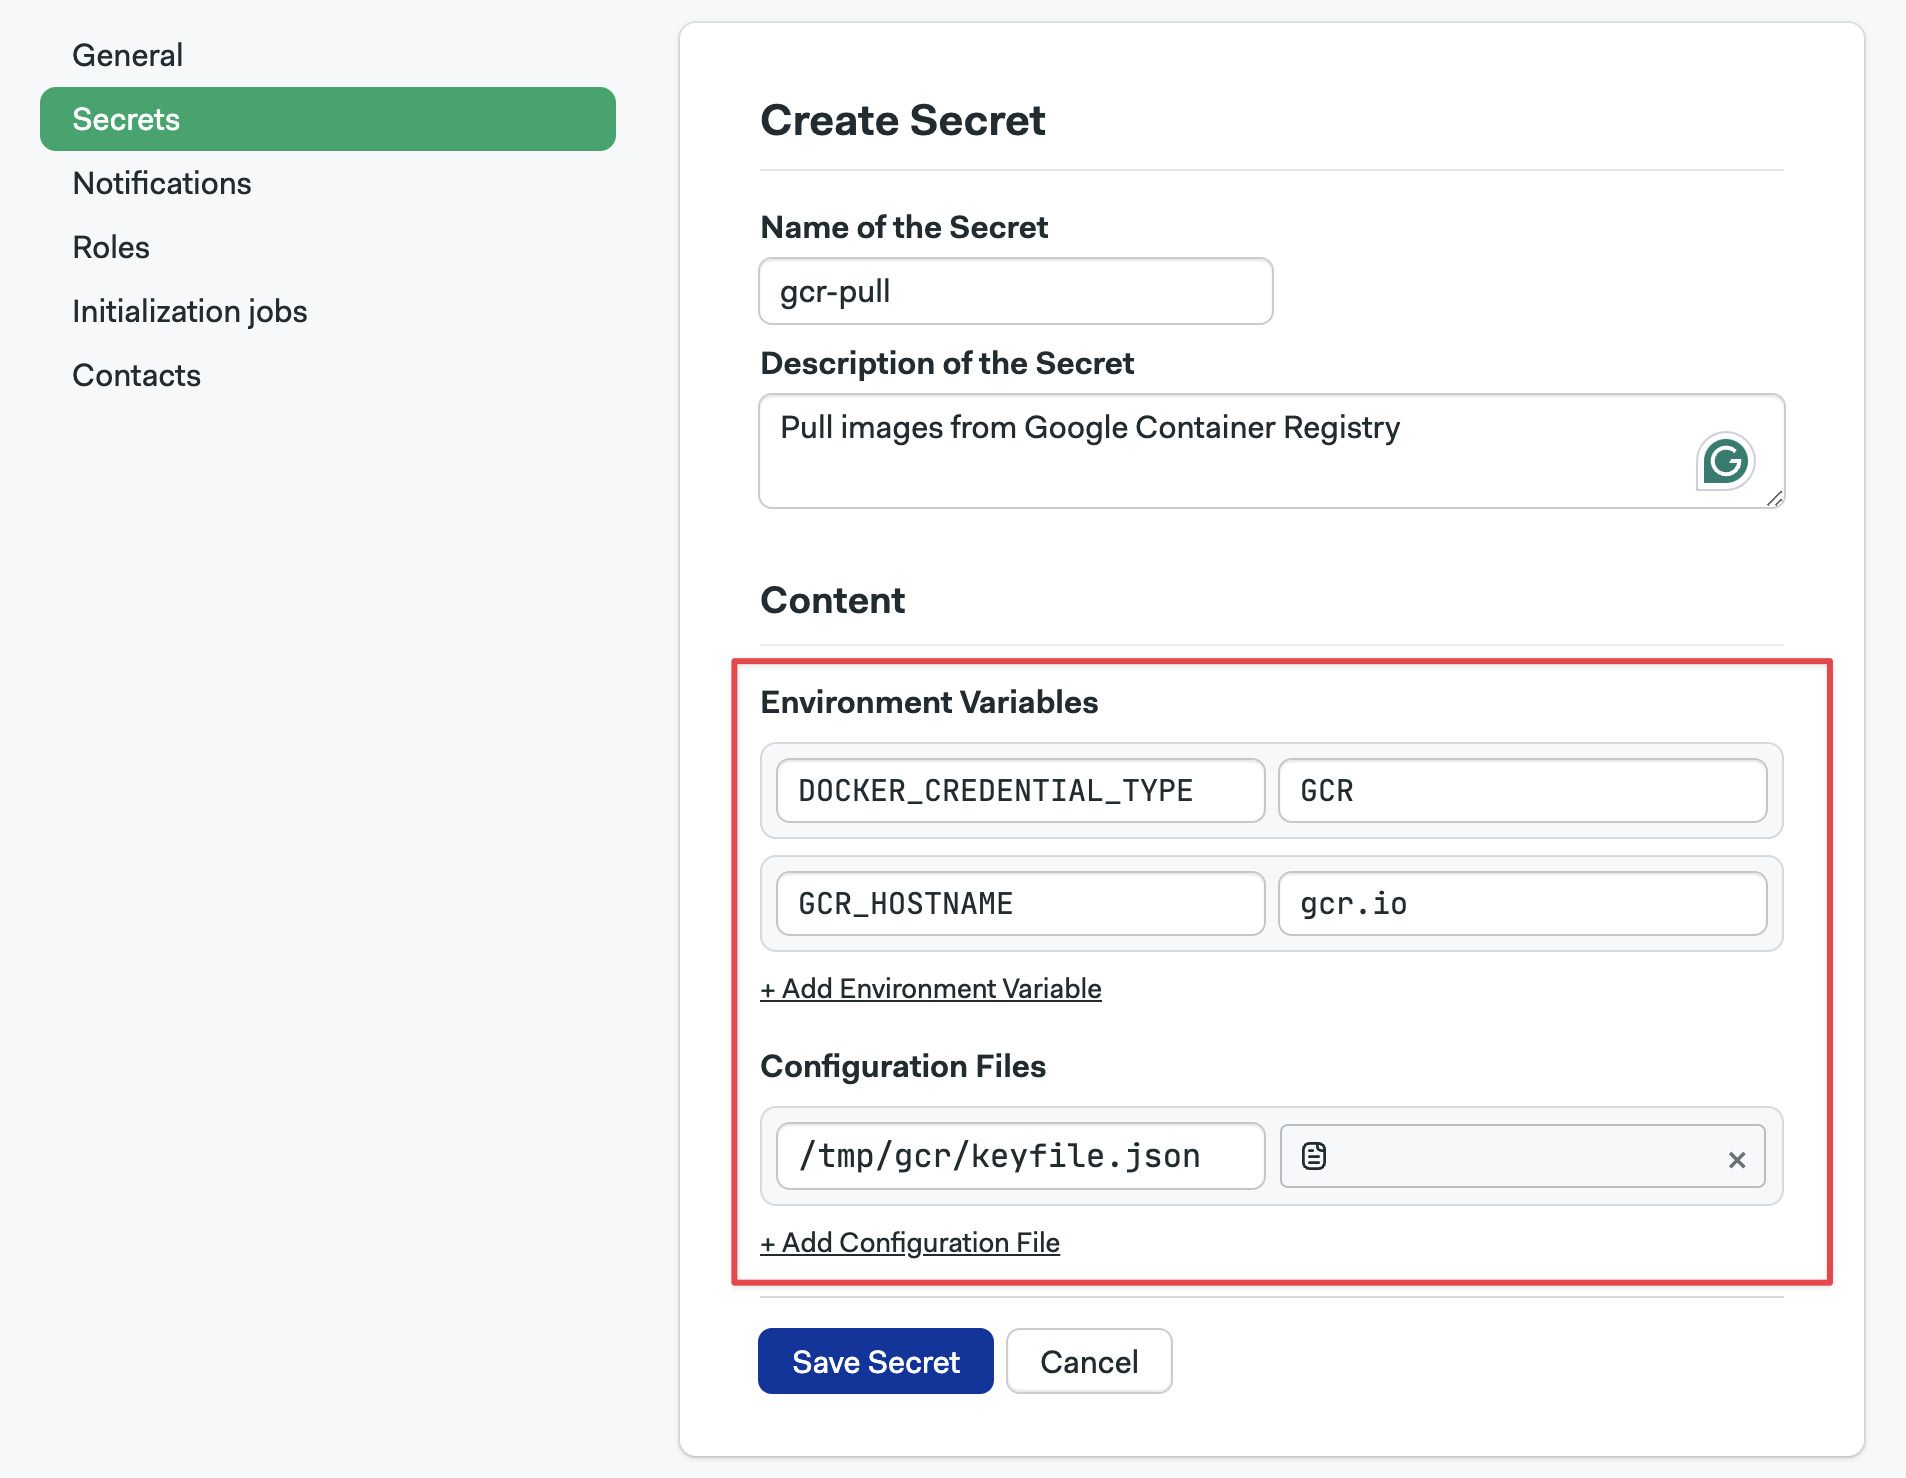 General
Secrets
Notifications
Roles
Initialization jobs
Contacts
Create Secret
Name of the Secret
gcr-pull
Description of the Secret
Pull images from Google Container Registry
Content
Environment Variables
DOCKER_CREDENTIAL_TYPE GCR
GCR_HOSTNAME gcr.io
+ Add Environment Variable
Configuration Files
/tmp/gcr/keyfile.json
+ Add Configuration File
Save Secret Cancel